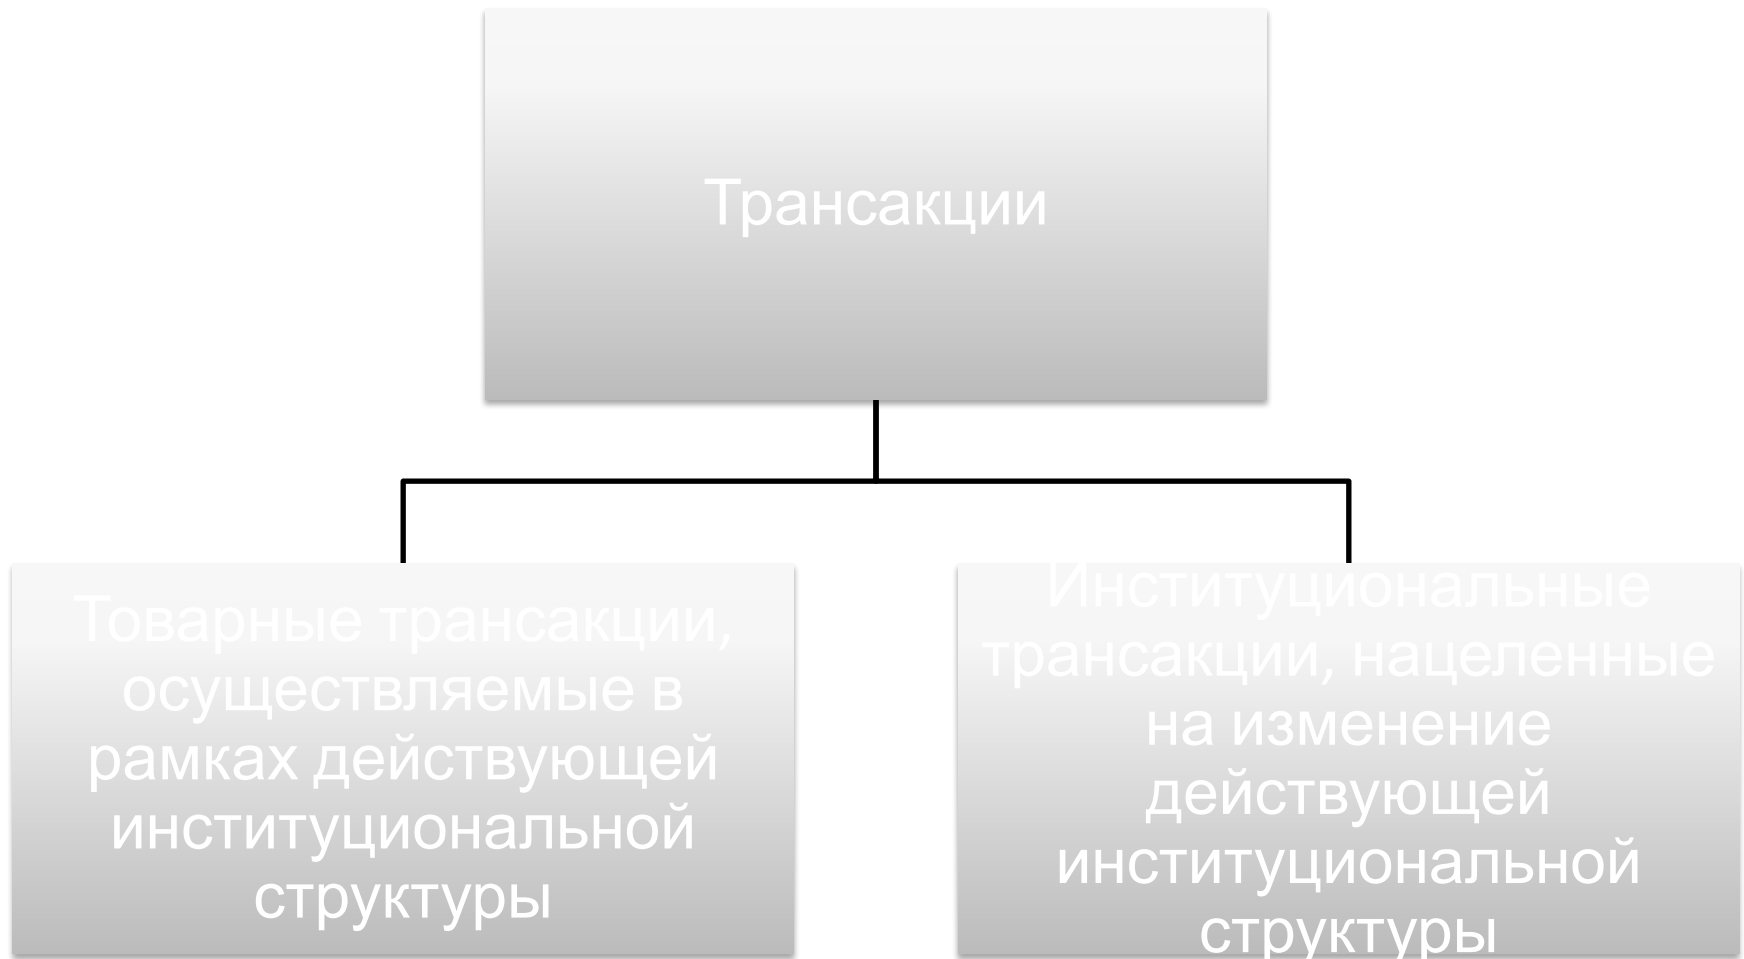 Трансакции
Товарные трансакции,
осуществляемые в
рамках действующей
институциональной
структуры
Институциональные
трансакции, нацеленные
на изменение
действующей
институциональной
структуры